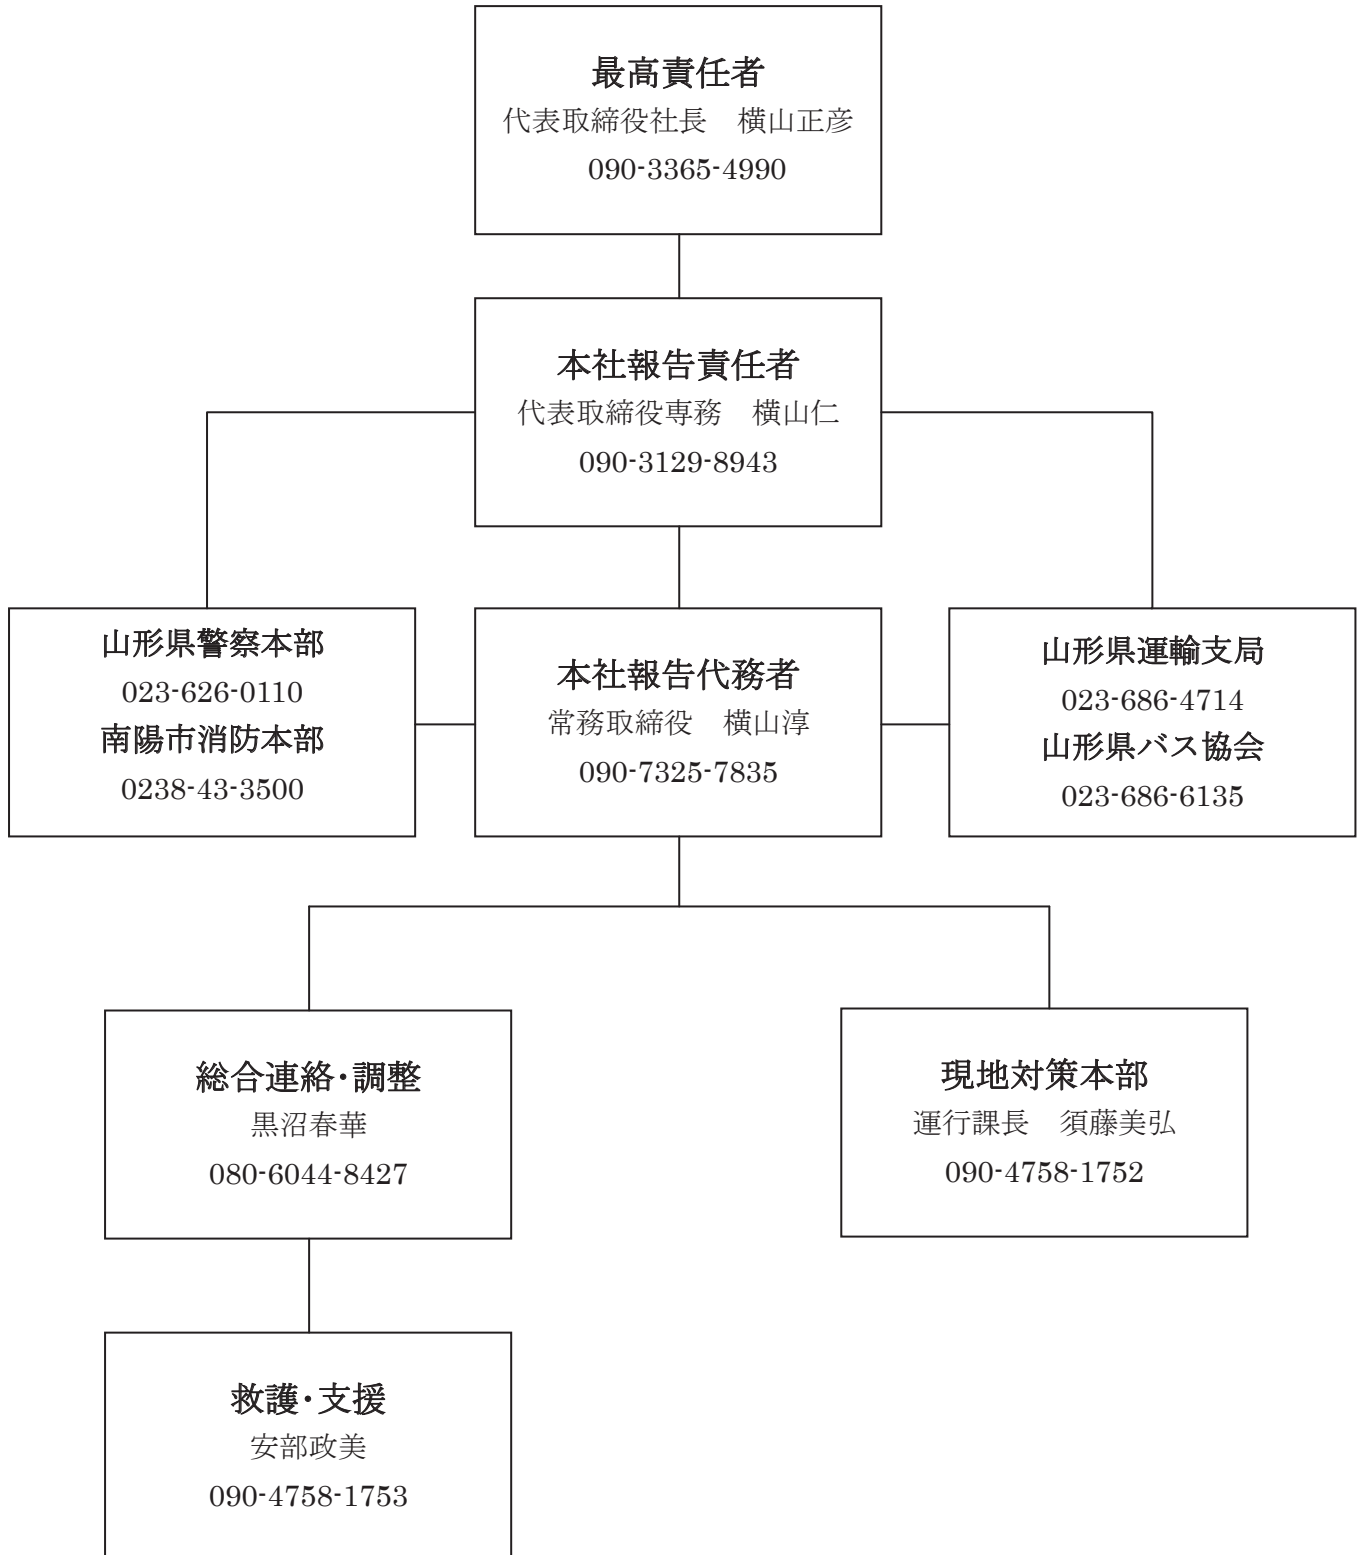 最高責任者
代表取締役社長　横山正彦
090-3365-4990
本社報告責任者
代表取締役専務　横山仁
090-3129-8943
山形県警察本部
023-626-0110
南陽市消防本部
0238-43-3500
本社報告代務者
常務取締役　横山淳
090-7325-7835
山形県運輸支局
023-686-4714
山形県バス協会
023-686-6135
総合連絡・調整
黒沼春華
080-6044-8427
現地対策本部
運行課長　須藤美弘
090-4758-1752
救護・支援
安部政美
090-4758-1753